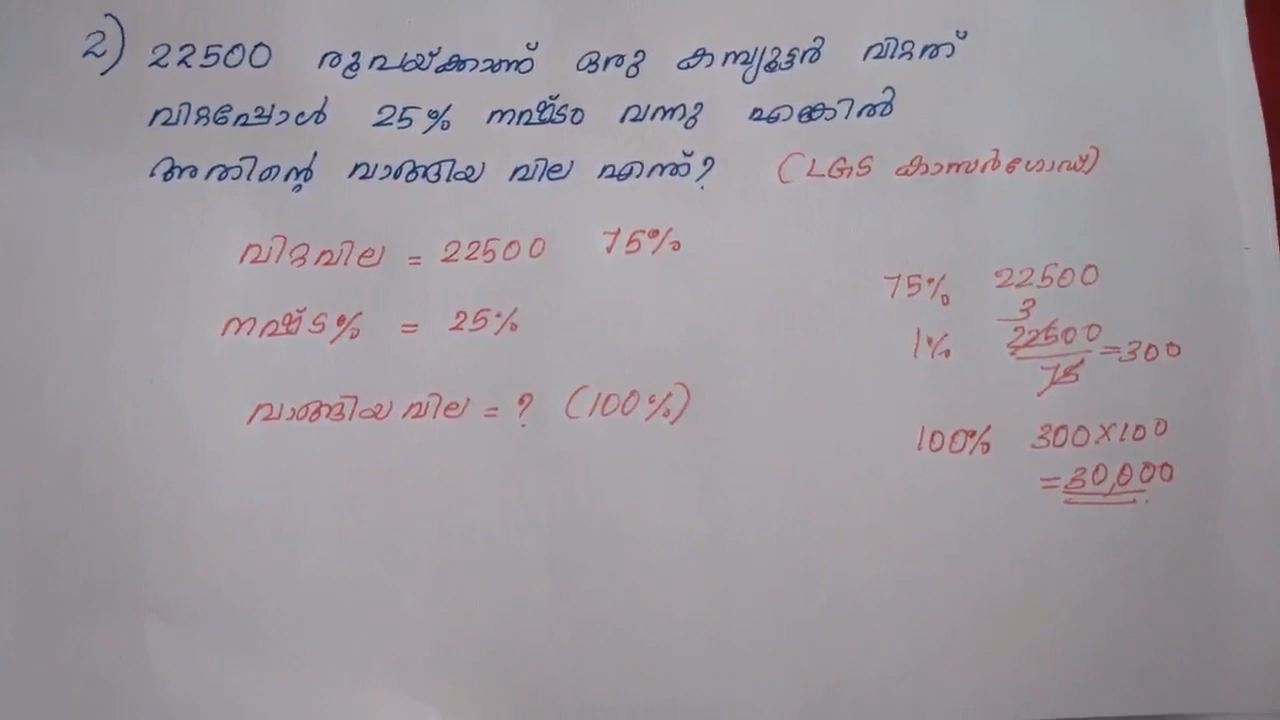 2) 22500 രൂപയ്ക്കാണ് ഒരു കമ്പ്യൂട്ടർ വിറ്റത്
വിറ്റപ്പോൾ 25% നഷ്ടം വന്നു എങ്കിൽ
അതിന്റെ വാങ്ങിയ വില എന്ത്? (LGS കാസർഗോഡ്)
വിറ്റവില = 22500 75%
നഷ്ട% = 25%
വാങ്ങിയ വില = ? (100%)
75% 22500
3
1% 22500 = 300
75
100% 300×100
= 30,000